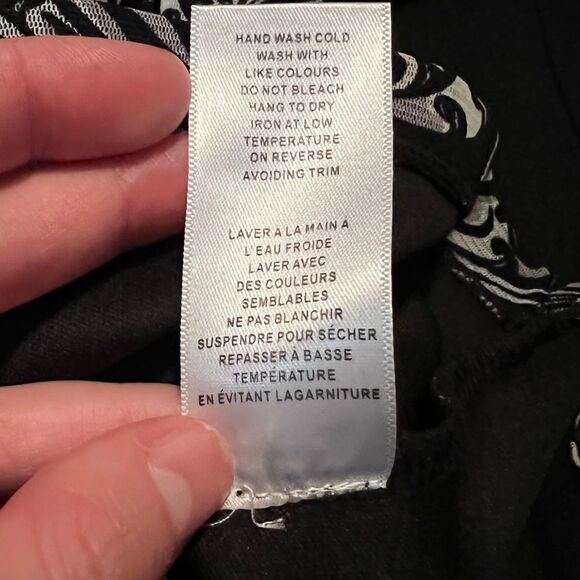 HAND WASH COLD
WASH WITH
LIKE COLOURS
DO NOT BLEACH
HANG TO DRY
IRON AT LOW
TEMPERATURE
ON REVERSE
AVOIDING TRIM
LAVER A LA MAIN À
L'EAU FROIDE
LAVER AVEC
DES COULEURS
SEMBLABLES
NE PAS BLANCHIR
SUSPENDRE POUR SÉCHER
REPASSER À BASSE
TEMPÉRATURE
EN ÉVITANT LAGARNITURE